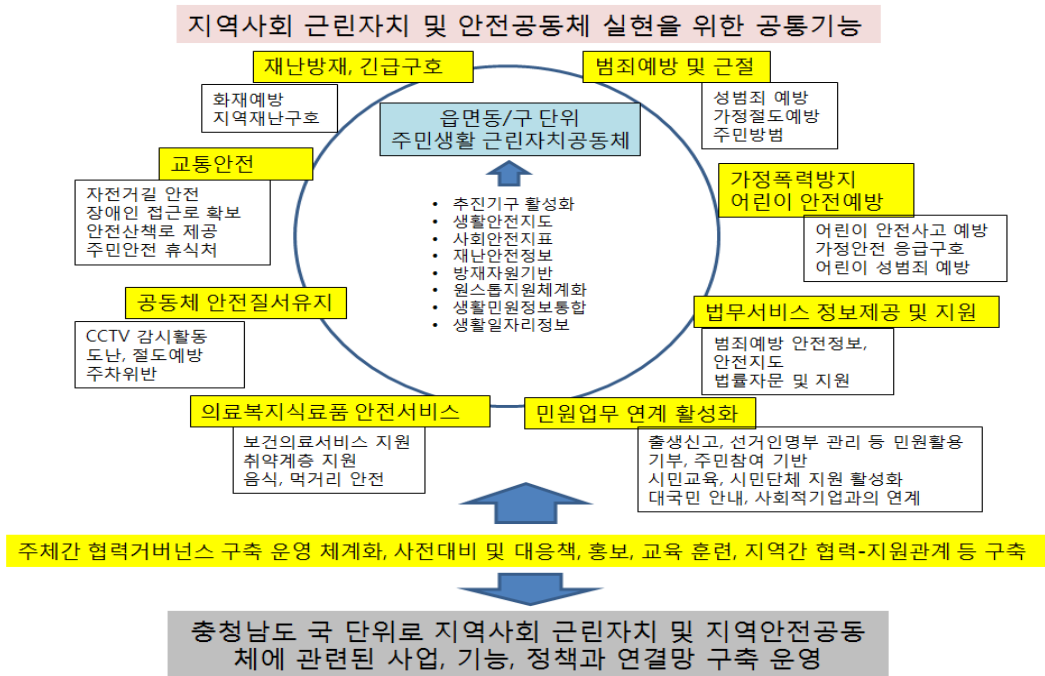 지역사회 근린자치 및 안전공동체 실현을 위한 공통기능
재난방재, 긴급구호
화재예방
지역재난구호
범죄예방 및 근절
성범죄 예방
가정절도예방
주민방범
읍면동/구 단위
주민생활 근린자치공동체
교통안전
자전거길 안전
장애인 접근로 확보
안전산책로 제공
주민안전 휴식처
가정폭력방지
어린이 안전예방
어린이 안전사고 예방
가정안전 응급구호
어린이 성범죄 예방
• 추진기구 활성화
• 생활안전지도
• 사회안전지표
• 재난안전정보
• 방재자원기반
• 원스톱지원체계화
• 생활민원정보통합
• 생활일자리정보
공동체 안전질서유지
CCTV 감시활동
도난, 절도예방
주차위반
법무서비스 정보제공 및 지원
범죄예방 안전정보,
안전지도
법률자문 및 지원
의료복지식료품 안전서비스
보건의료서비스 지원
취약계층 지원
음식, 먹거리 안전
민원업무 연계 활성화
출생신고, 선거인명부 관리 등 민원활용
기부, 주민참여 기반
시민교육, 시민단체 지원 활성화
대국민 안내, 사회적기업과의 연계
주체간 협력거버넌스 구축 운영 체계화, 사전대비 및 대응책, 홍보, 교육 훈련, 지역간 협력-지원관계 등 구축
충청남도 국 단위로 지역사회 근린자치 및 지역안전공동
체에 관련된 사업, 기능, 정책과 연결망 구축 운영